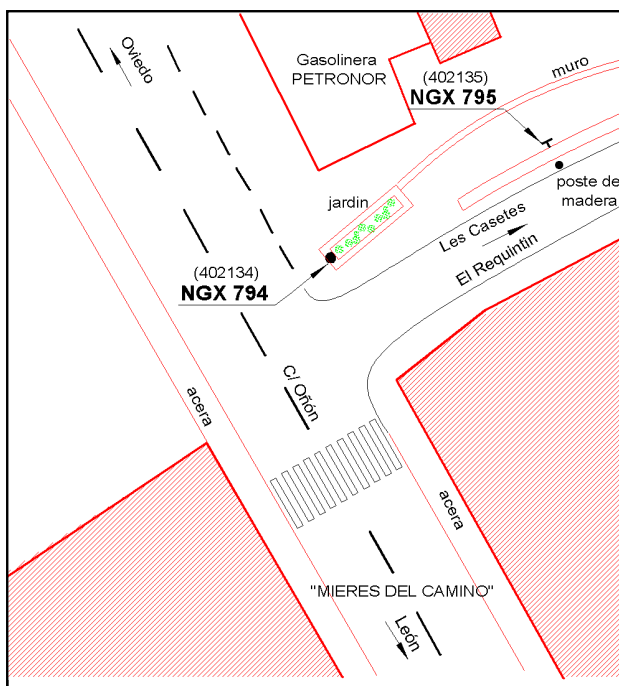 Oviedo
Gasolinera
PETRONOR
(402135)
NGX 795
muro
jardin
poste de
madera
Les Casetes
El Requintin
(402134)
NGX 794
C/ Oñón
acera
acera
"MIERES DEL CAMINO"
León